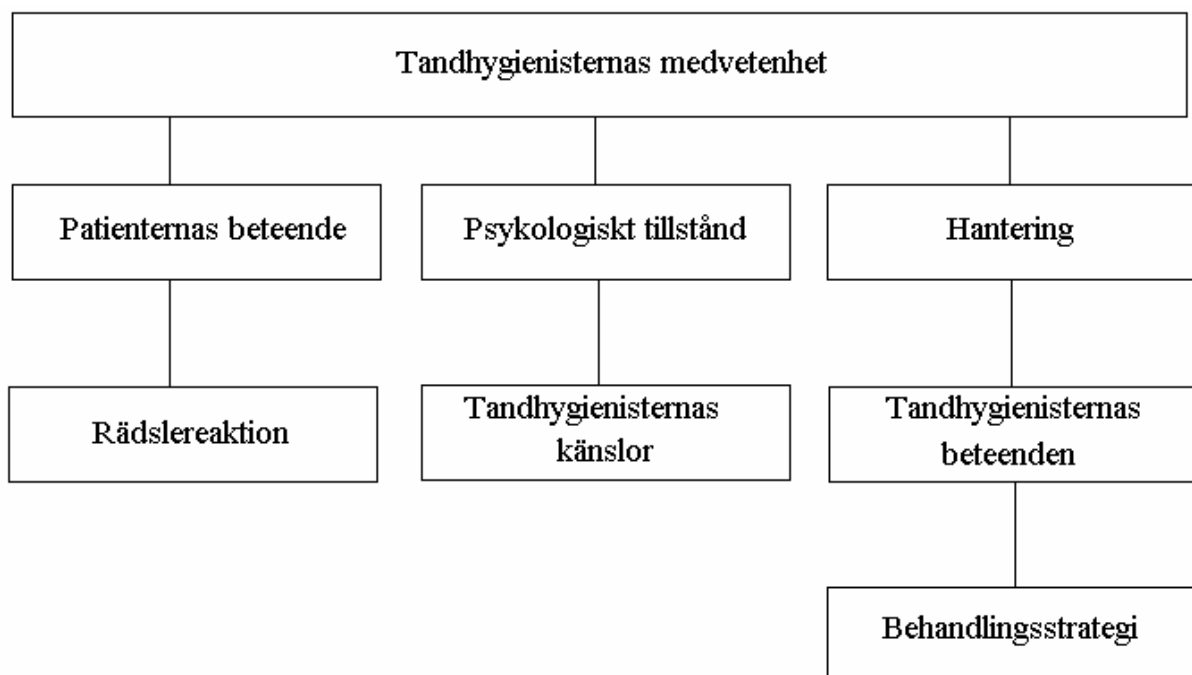 Tandhygienisternas medvetenhet
Patienternas beteende
Psykologiskt tillstånd
Hantering
Rädslereaktion
Tandhygienisternas
känslor
Tandhygienisternas
beteenden
Behandlingsstrategi